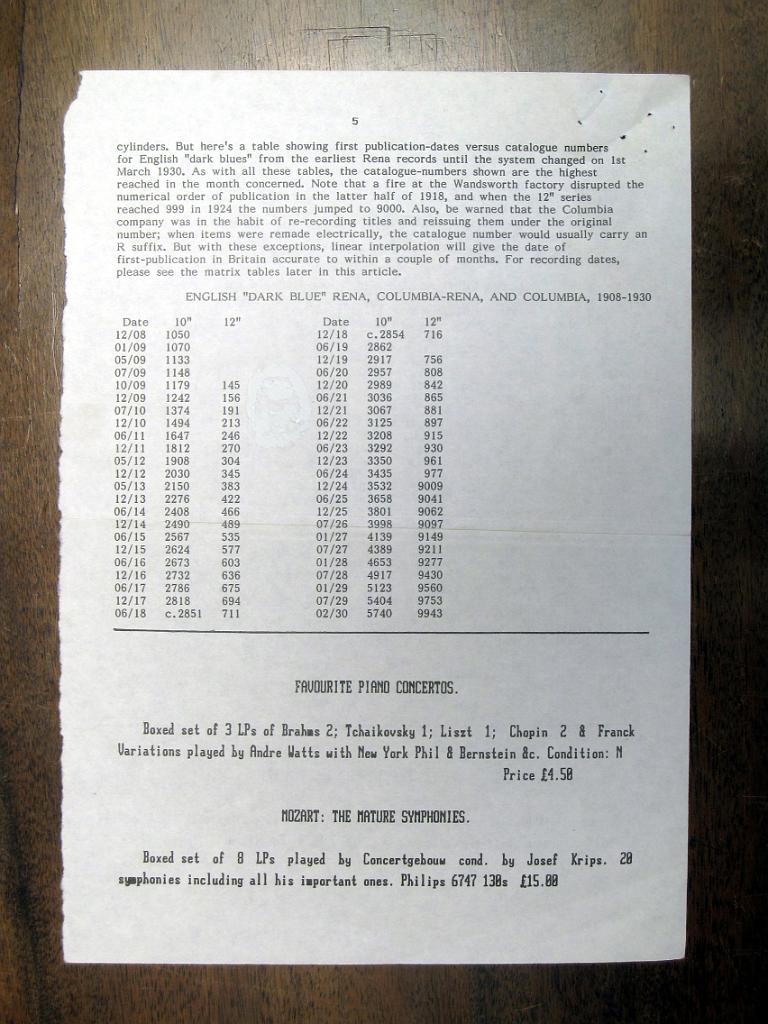 5
cylinders. But here's a table showing first publication-dates versus catalogue numbers
for English "dark blues" from the earliest Rena records until the system changed on 1st
March 1930. As with all these tables, the catalogue-numbers shown are the highest
reached in the month concerned. Note that a fire at the Wandsworth factory disrupted the
numerical order of publication in the latter half of 1918, and when the 12" series
reached 999 in 1924 the numbers jumped to 9000. Also, be warned that the Columbia
company was in the habit of re-recording titles and reissuing them under the original
number; when items were remade electrically, the catalogue number would usually carry an
R suffix. But with these exceptions, linear interpolation will give the date of
first-publication in Britain accurate to within a couple of months. For recording dates,
please see the matrix tables later in this article.
ENGLISH "DARK BLUE" RENA, COLUMBIA-RENA, AND COLUMBIA, 1908-1930
Date 10" 12" Date 10" 12"
12/08 1050 12/18 c.2854 716
01/09 1070 06/19 2862
05/09 1133 12/19 2917 756
07/09 1148 06/20 2957 808
10/09 1179 145 12/20 2989 842
12/09 1242 156 06/21 3036 865
07/10 1374 191 12/21 3067 881
12/10 1494 213 06/22 3125 897
06/11 1647 246 12/22 3208 915
12/11 1812 270 06/23 3292 930
05/12 1908 304 12/23 3350 961
12/12 2030 345 06/24 3435 977
05/13 2150 383 12/24 3532 9009
12/13 2276 422 06/25 3658 9041
06/14 2408 466 12/25 3801 9062
12/14 2490 489 07/26 3998 9097
06/15 2567 535 01/27 4139 9149
12/15 2624 577 07/27 4389 9211
06/16 2673 603 01/28 4653 9277
12/16 2732 636 07/28 4917 9430
06/17 2786 675 01/29 5123 9560
12/17 2818 694 07/29 5404 9753
06/18 c.2851 711 02/30 5740 9943
FAVOURITE PIANO CONCERTOS.
Boxed set of 3 LPs of Brahms 2; Tchaikovsky 1; Liszt 1; Chopin 2 & Franck
Variations played by Andre Watts with New York Phil & Bernstein &c. Condition: N
Price £4.50
MOZART: THE MATURE SYMPHONIES.
Boxed set of 8 LPs played by Concertgebouw cond. by Josef Krips. 20
symphonies including all his important ones. Philips 6747 130s £15.00